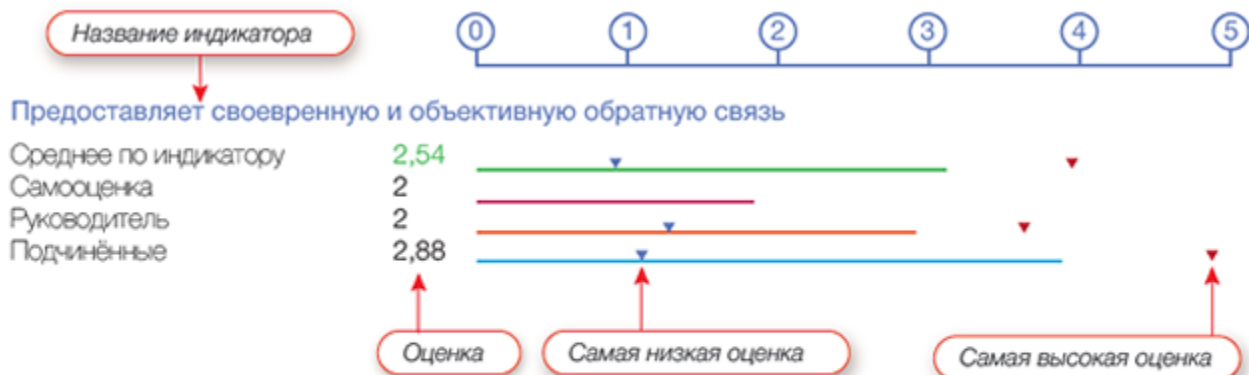 Название индикатора
0 1 2 3 4 5
Предоставляет своевренную и объективную обратную связь
Среднее по индикатору 2,54
Самооценка 2
Руководитель 2
Подчинённые 2,88
Оценка
Самая низкая оценка
Самая высокая оценка